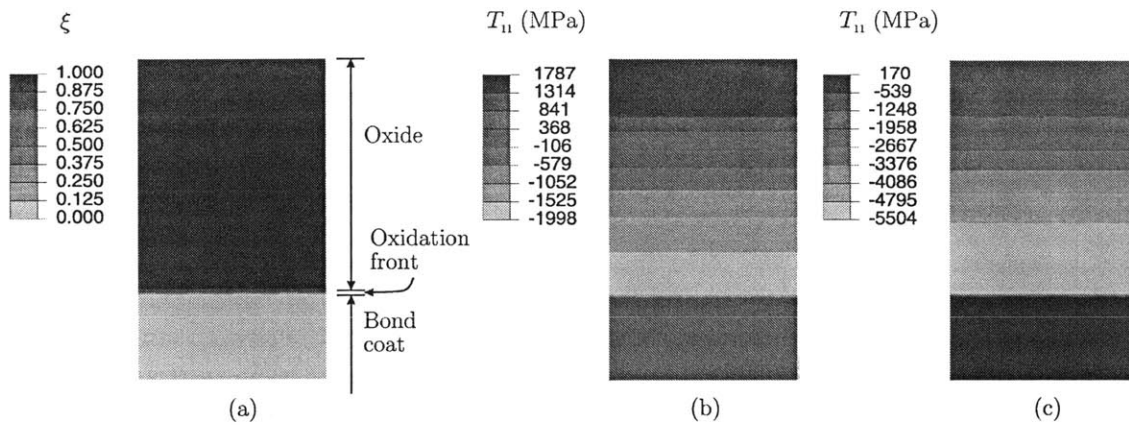 ξ
1.000
0.875
0.750
0.625
0.500
0.375
0.250
0.125
0.000
Oxide
Oxidation
front
Bond
coat
(a)
T₁₁ (MPa)
1787
1314
841
368
-106
-579
-1052
-1525
-1998
(b)
T₁₁ (MPa)
170
-539
-1248
-1958
-2667
-3376
-4086
-4795
-5504
(c)